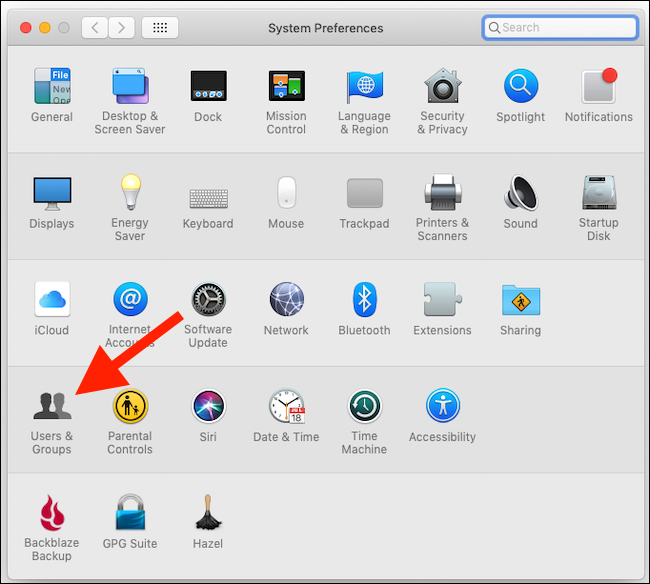 System Preferences
Search
File
New
Ope
General
Desktop &
Screen Saver
Dock
Mission
Control
Language
& Region
Security
& Privacy
Spotlight
Notifications
Displays
Energy
Saver
Keyboard
Mouse
Trackpad
Printers &
Scanners
Sound
Startup
Disk
iCloud
Internet
Accou
Software
Update
Network
Bluetooth
Extensions
Sharing
Users &
Groups
Parental
Controls
Siri
JUL
18
Date & Time
Time
Machine
Accessibility
Backblaze
Backup
GPG Suite
Hazel